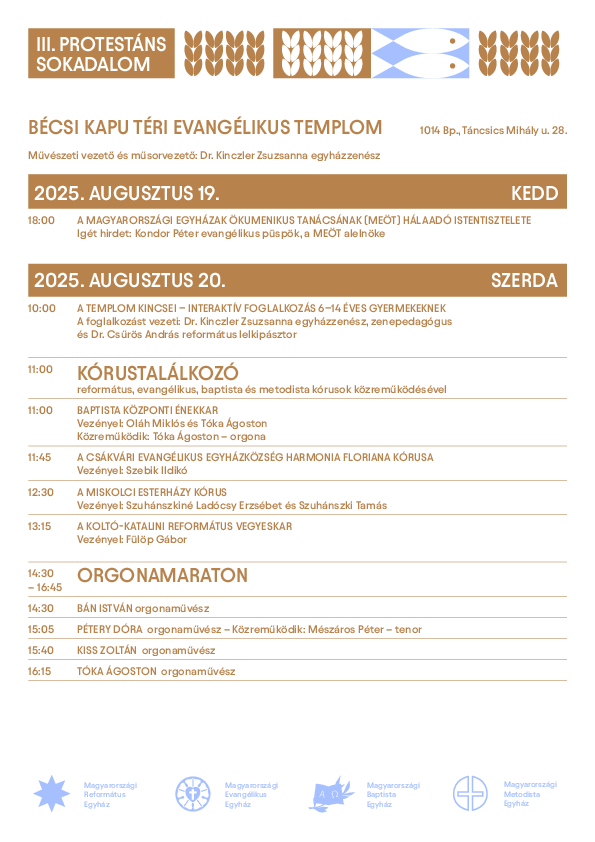 III. PROTESTÁNS
SOKADALOM
BÉCSI KAPU TÉRI EVANGÉLIKUS TEMPLOM
1014 Bp., Táncsics Mihály u. 28.
Művészeti vezető és műsorvezető: Dr. Kinczler Zsuzsanna egyházzenész
2025. AUGUSZTUS 19. KEDD
18:00 A MAGYARORSZÁGI EGYHÁZAK ÖKUMENIKUS TANÁCSÁNAK (MEÖT) HÁLAADÓ ISTENTISZTELETE
Igét hirdet: Kondor Péter evangélikus püspök, a MEÖT alelnöke
2025. AUGUSZTUS 20. SZERDA
10:00 A TEMPLOM KINCSEI – INTERAKTÍV FOGLALKOZÁS 6–14 ÉVES GYERMEKEKNEK
A foglalkozást vezeti: Dr. Kinczler Zsuzsanna egyházzenész, zenepedagógus
és Dr. Csűrös András református lelkipásztor
11:00 KÓRUSTALÁLKOZÓ
református, evangélikus, baptista és metodista kórusok közreműködésével
11:00 BAPTISTA KÖZPONTI ÉNEKKAR
Vezényel: Oláh Miklós és Tóka Ágoston
Közreműködik: Tóka Ágoston – orgona
11:45 A CSÁKVÁRI EVANGÉLIKUS EGYHÁZKÖZSÉG HARMONIA FLORIANA KÓRUSA
Vezényel: Szebik Ildikó
12:30 A MISKOLCI ESTERHÁZY KÓRUS
Vezényel: Szuhánszkiné Ladócsy Erzsébet és Szuhánszki Tamás
13:15 A KOLTÓ-KATALINI REFORMÁTUS VEGYESKAR
Vezényel: Fülöp Gábor
14:30 ORGONAMARATON
– 16:45
14:30 BÁN ISTVÁN orgonaművész
15:05 PÉTERY DÓRA orgonaművész – Közreműködik: Mészáros Péter – tenor
15:40 KISS ZOLTÁN orgonaművész
16:15 TÓKA ÁGOSTON orgonaművész
Magyarországi
Református
Egyház
Magyarországi
Evangélikus
Egyház
Α Ω
Magyarországi
Baptista
Egyház
Magyarországi
Metodista
Egyház